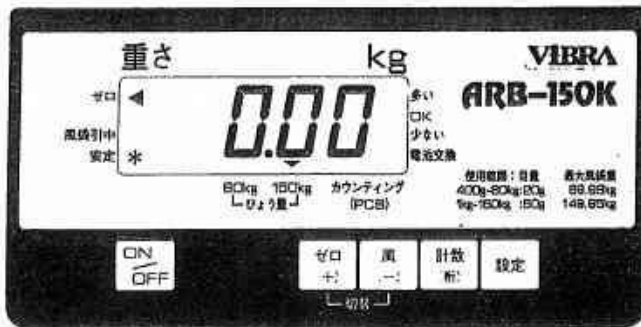 重さ kg
VIBRA
ARB-150K
ゼロ
風袋引中
安定 *
0.00
多い
OK
少ない
電池交換
60kg 150kg カウンティング
ひょう量 (PCS)
使用範囲:目量 最大風袋量
400g-60kg:20g
1kg-150kg :50g 149.95kg
ON
OFF
ゼロ 風 計数 設定
切替